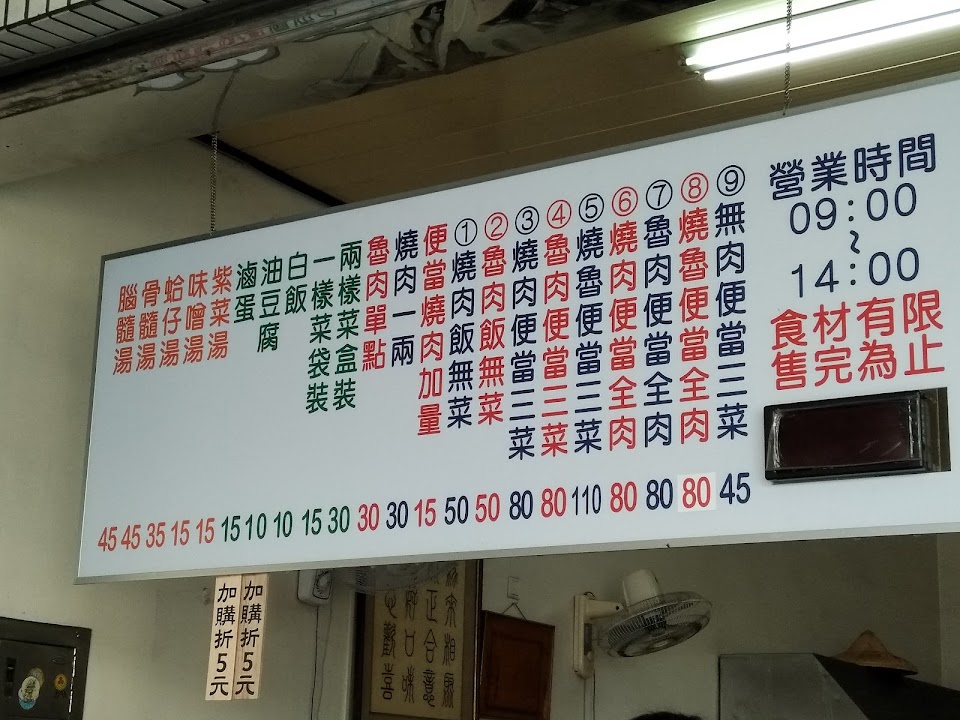 營業時間
09:00
~
14:00
食材有限
售完為止
⑨無肉便當三菜 45
⑧燒魯便當全肉 80
⑦魯肉便當全肉 80
⑥燒肉便當全肉 80
⑤燒魯便當三菜 110
④魯肉便當三菜 80
③燒肉便當三菜 80
②魯肉飯無菜 50
①燒肉飯無菜 50
便當燒肉加量 15
燒肉一兩 30
魯肉單點 30
兩樣菜盒裝 30
一樣菜袋裝 15
白飯 10
油豆腐 10
滷蛋 15
紫菜湯 15
味噌湯 15
蛤仔湯 35
骨髓湯 45
腦髓湯 45
加購折5元
加購折5元